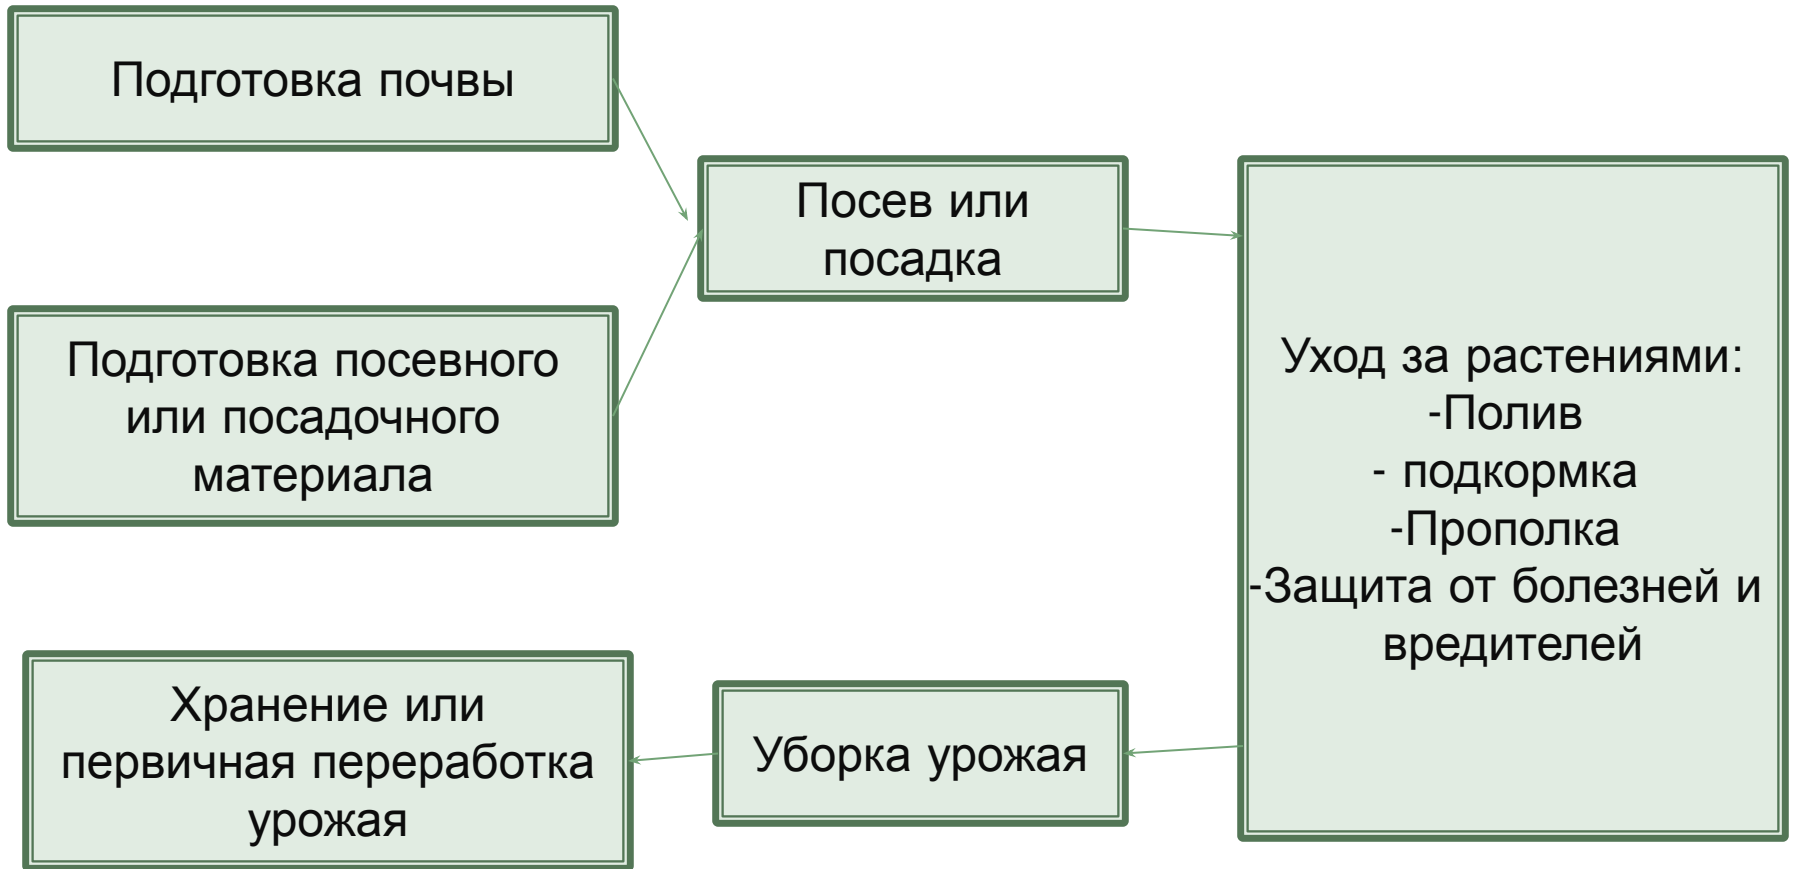 Подготовка почвы
Подготовка посевного
или посадочного
материала
Посев или
посадка
Уход за растениями:
-Полив
- подкормка
-Прополка
-Защита от болезней и
вредителей
Уборка урожая
Хранение или
первичная переработка
урожая